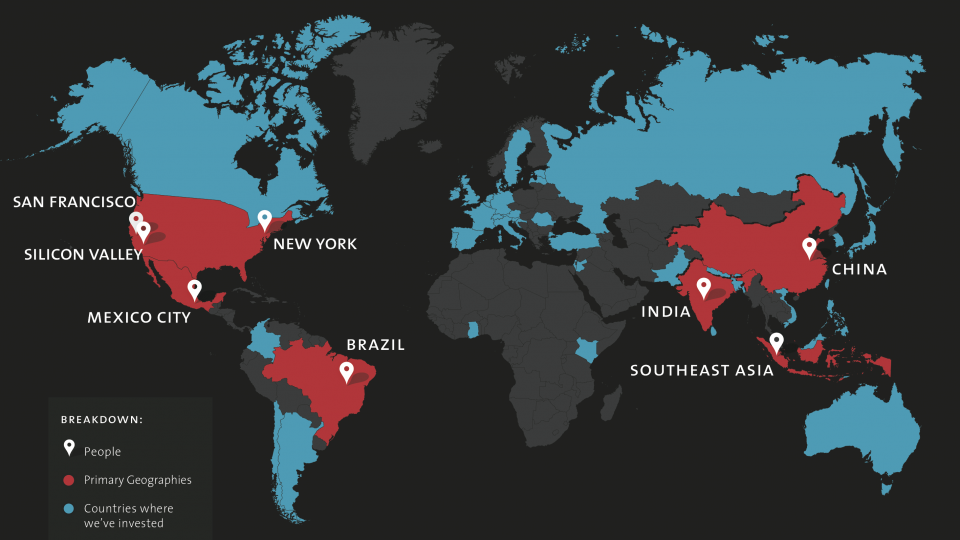 SAN FRANCISCO
SILICON VALLEY
NEW YORK
MEXICO CITY
BRAZIL
CHINA
INDIA
SOUTHEAST ASIA
BREAKDOWN:
People
Primary Geographies
Countries where
we've invested